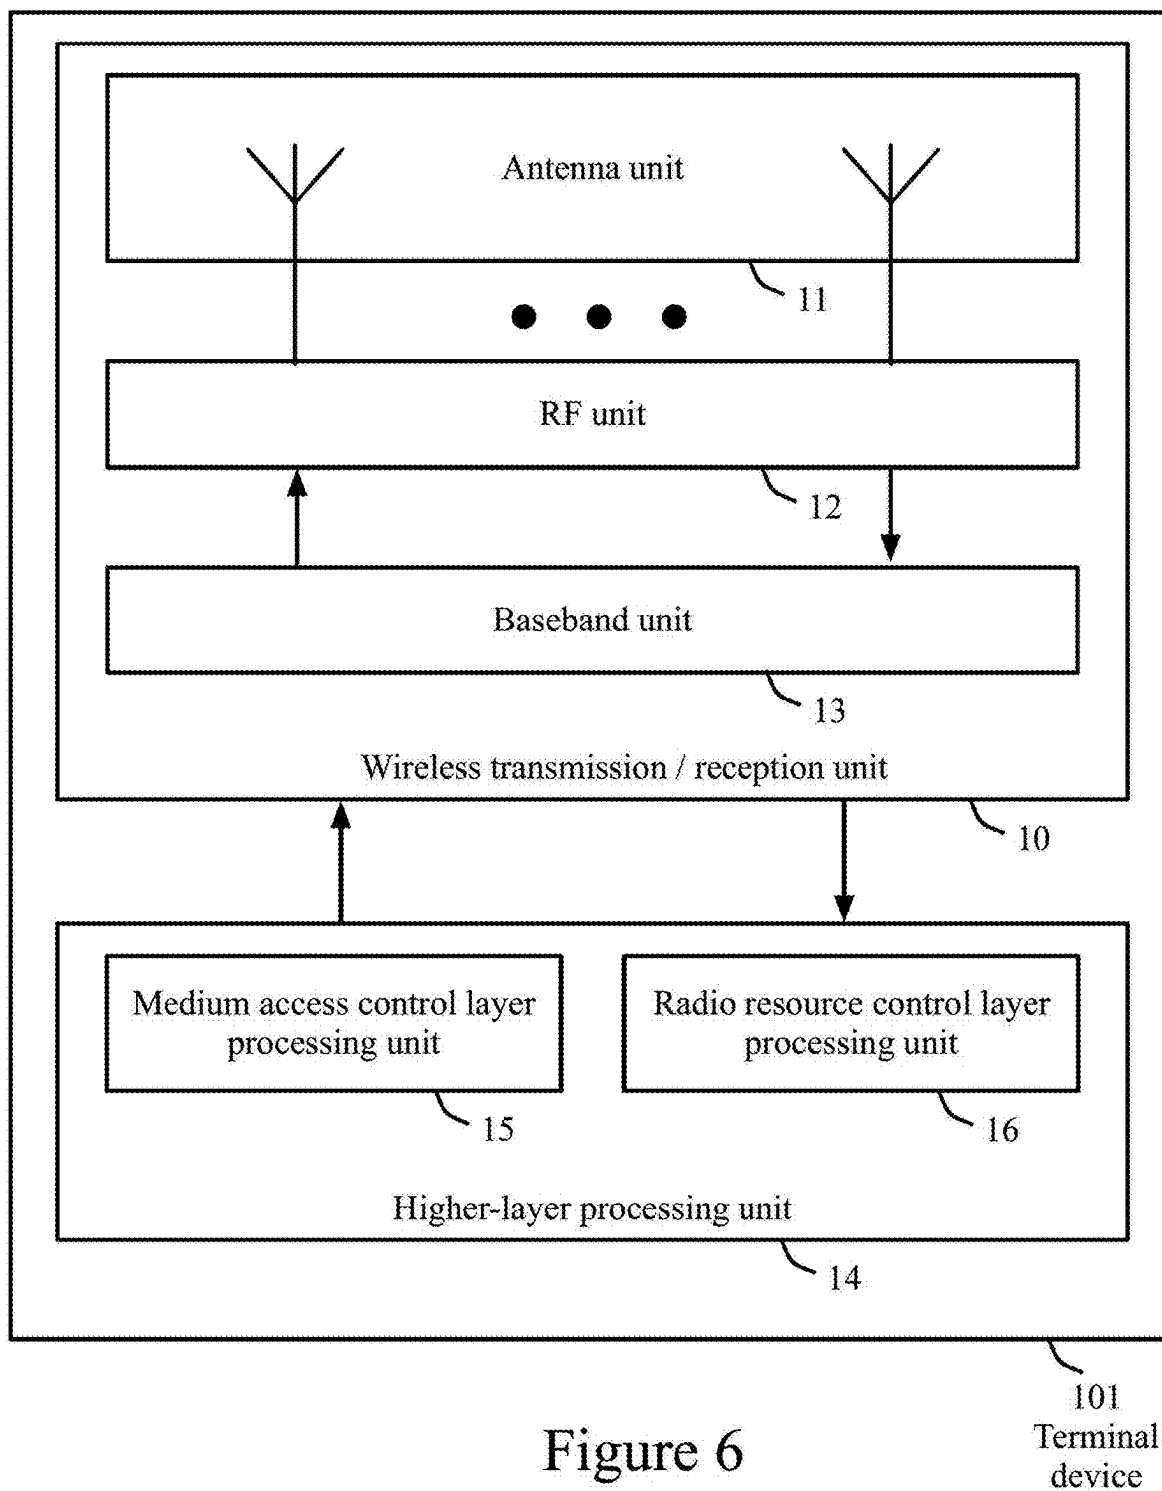 Antenna unit
11
RF unit
12
Baseband unit
13
Wireless transmission / reception unit
10
Medium access control layer
processing unit
15
Radio resource control layer
processing unit
16
Higher-layer processing unit
14
101
Terminal
device
Figure 6